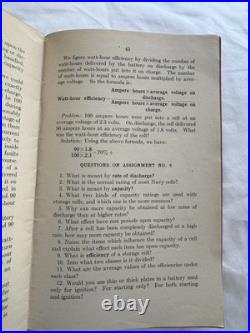 43
We figure watt-hour efficiency by dividing the number of
watt-hours delivered by the battery on discharge by the
number of watt-hours put into it on charge. The number
of watt-hours is equal to ampere hours multiplied by average
voltage. So the formula is:
Ampere hours × average voltage on
discharge.
Watt-hour efficiency =
Ampere hours × average voltage on
charge.
Problem: 100 ampere hours were put into a cell at an
average voltage of 2.3 volts. On discharge, the cell delivered
90 ampere hours at an average voltage of 1.8 volts. What
was the watt-hour efficiency of the cell?
Solution: Using the above formula, we have:
90 × 1.8
= 70% +
100 × 2.3
QUESTIONS ON ASSIGNMENT NO. 5
1. What is meant by rate of discharge?
2. What is the normal rating of most Navy cells?
3. What is meant by capacity?
4. What two kinds of capacity ratings are used with
storage cells, and which one is the more common?
5. Why can more capacity be obtained at low rates of
discharge than at higher rates?
6. What effect have rest periods upon capacity?
7. After a cell has been completely discharged at a high
rate, how may more capacity be obtained?
8. Name the items which influence the capacity of a cell
and explain what effect each item has upon capacity.
9. What is efficiency of a storage cell?
10. Into what two classes is it divided?
11. What are the average values of the efficiencies under
each class?
12. Would you use thin or thick plates in a battery used
only for ignition? For starting only? For both starting
and ignition?